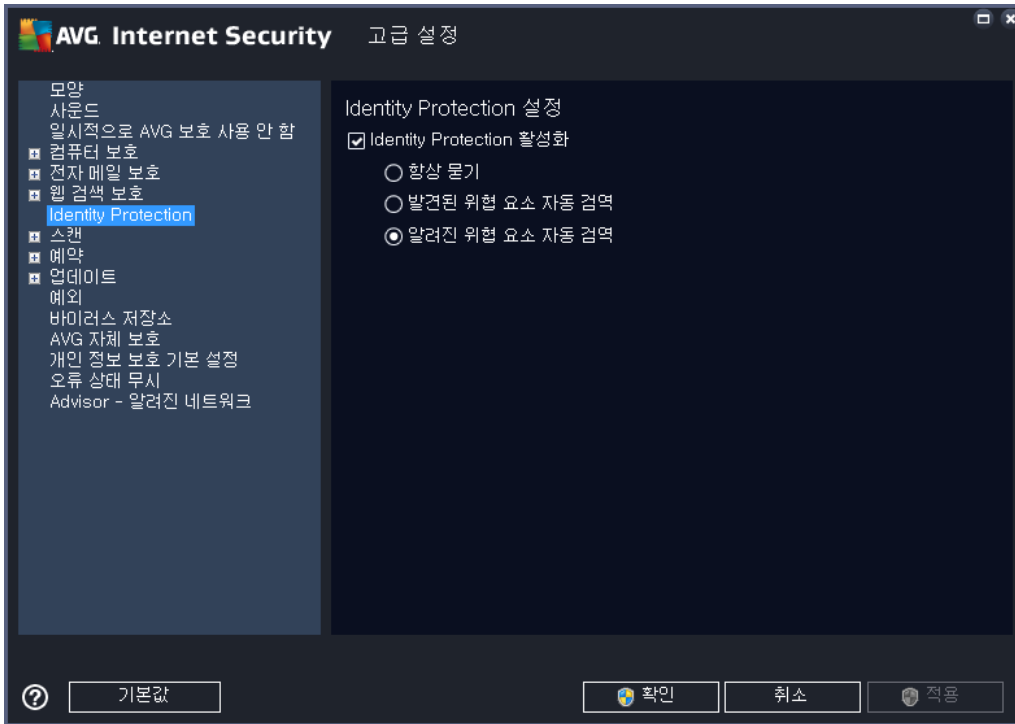 AVG. Internet Security 고급 설정
모양
사운드
일시적으로 AVG 보호 사용 안 함
컴퓨터 보호
전자 메일 보호
웹 검색 보호
Identity Protection
스캔
예약
업데이트
예외
바이러스 저장소
AVG 자체 보호
개인 정보 보호 기본 설정
오류 상태 무시
Advisor - 알려진 네트워크
Identity Protection 설정
Identity Protection 활성화
항상 묻기
발견된 위협 요소 자동 검역
알려진 위협 요소 자동 검역
기본값
확인
취소
적용